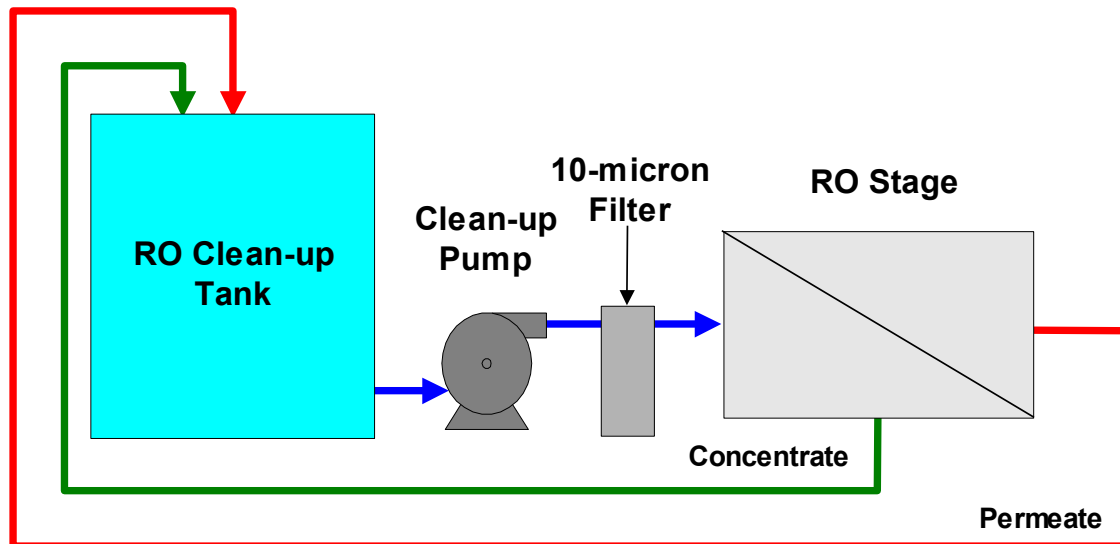 10-micron
Filter
RO Stage
Clean-up
Pump
RO Clean-up
Tank
Concentrate
Permeate